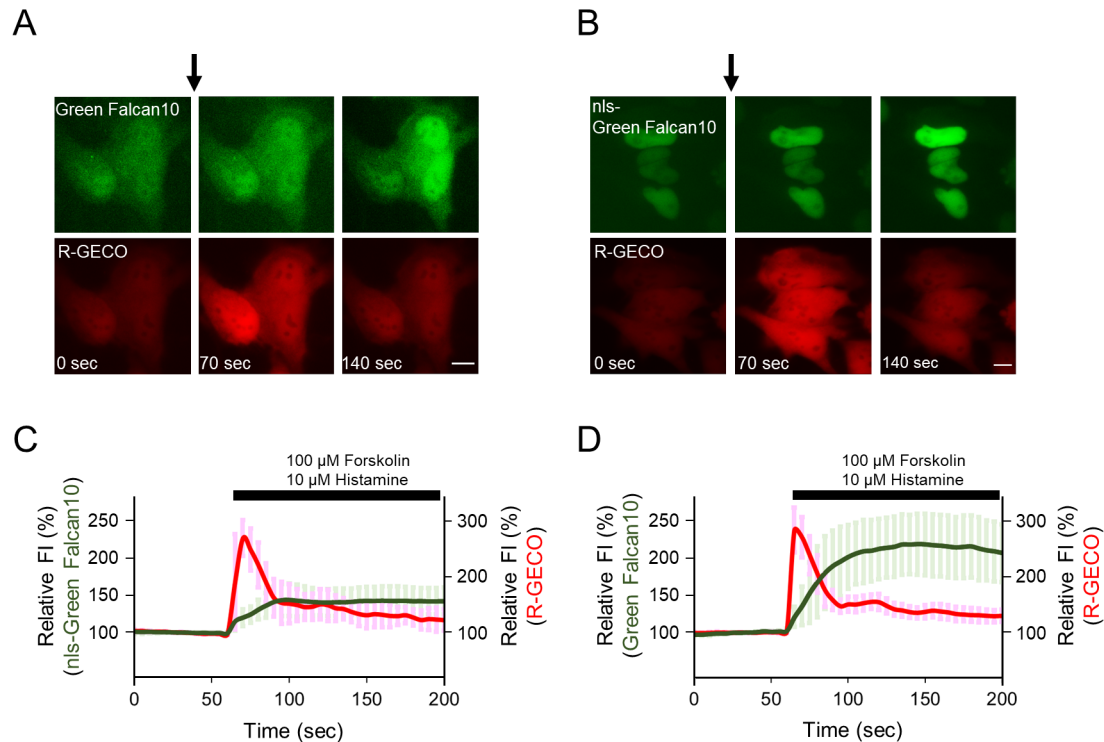 A
Green Falcan10
R-GECO
0 sec
70 sec
140 sec
B
nls-
Green Falcan10
R-GECO
0 sec
70 sec
140 sec
C
100 µM Forskolin
10 µM Histamine
Relative FI (%)
(nls-Green Falcan10)
250
200
150
100
300
200
100
Relative FI (%)
(R-GECO)
0
50
100
150
200
Time (sec)
D
100 µM Forskolin
10 µM Histamine
Relative FI (%)
(Green Falcan10)
250
200
150
100
300
200
100
Relative FI (%)
(R-GECO)
0
50
100
150
200
Time (sec)